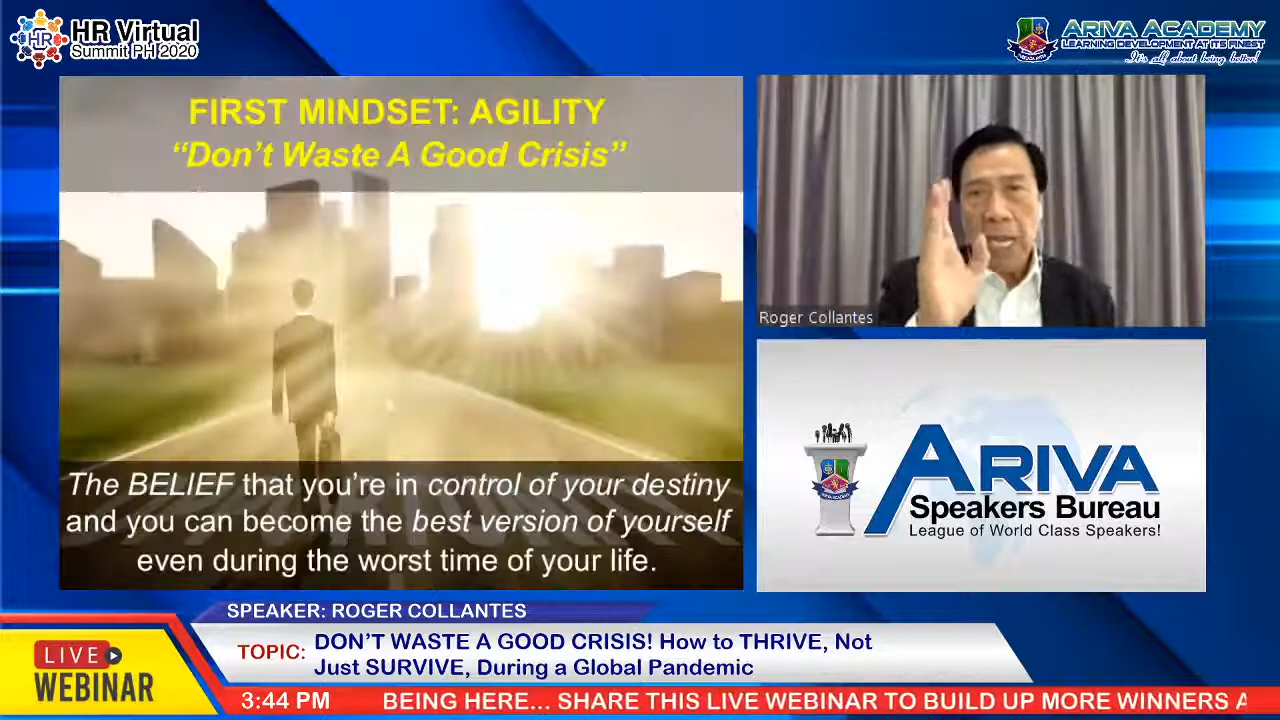 HR Virtual
Summit PH 2020
HR
ARIVA ACADEMY
LEARNING DEVELOPMENT AT ITS FINEST
It's all about being better!
FIRST MINDSET: AGILITY
“Don’t Waste A Good Crisis”
The BELIEF that you’re in control of your destiny
and you can become the best version of yourself
even during the worst time of your life.
Roger Collantes
ARIVA
Speakers Bureau
League of World Class Speakers!
SPEAKER: ROGER COLLANTES
TOPIC: DON’T WASTE A GOOD CRISIS! How to THRIVE, Not
Just SURVIVE, During a Global Pandemic
LIVE
WEBINAR
3:44 PM
BEING HERE... SHARE THIS LIVE WEBINAR TO BUILD UP MORE WINNERS A